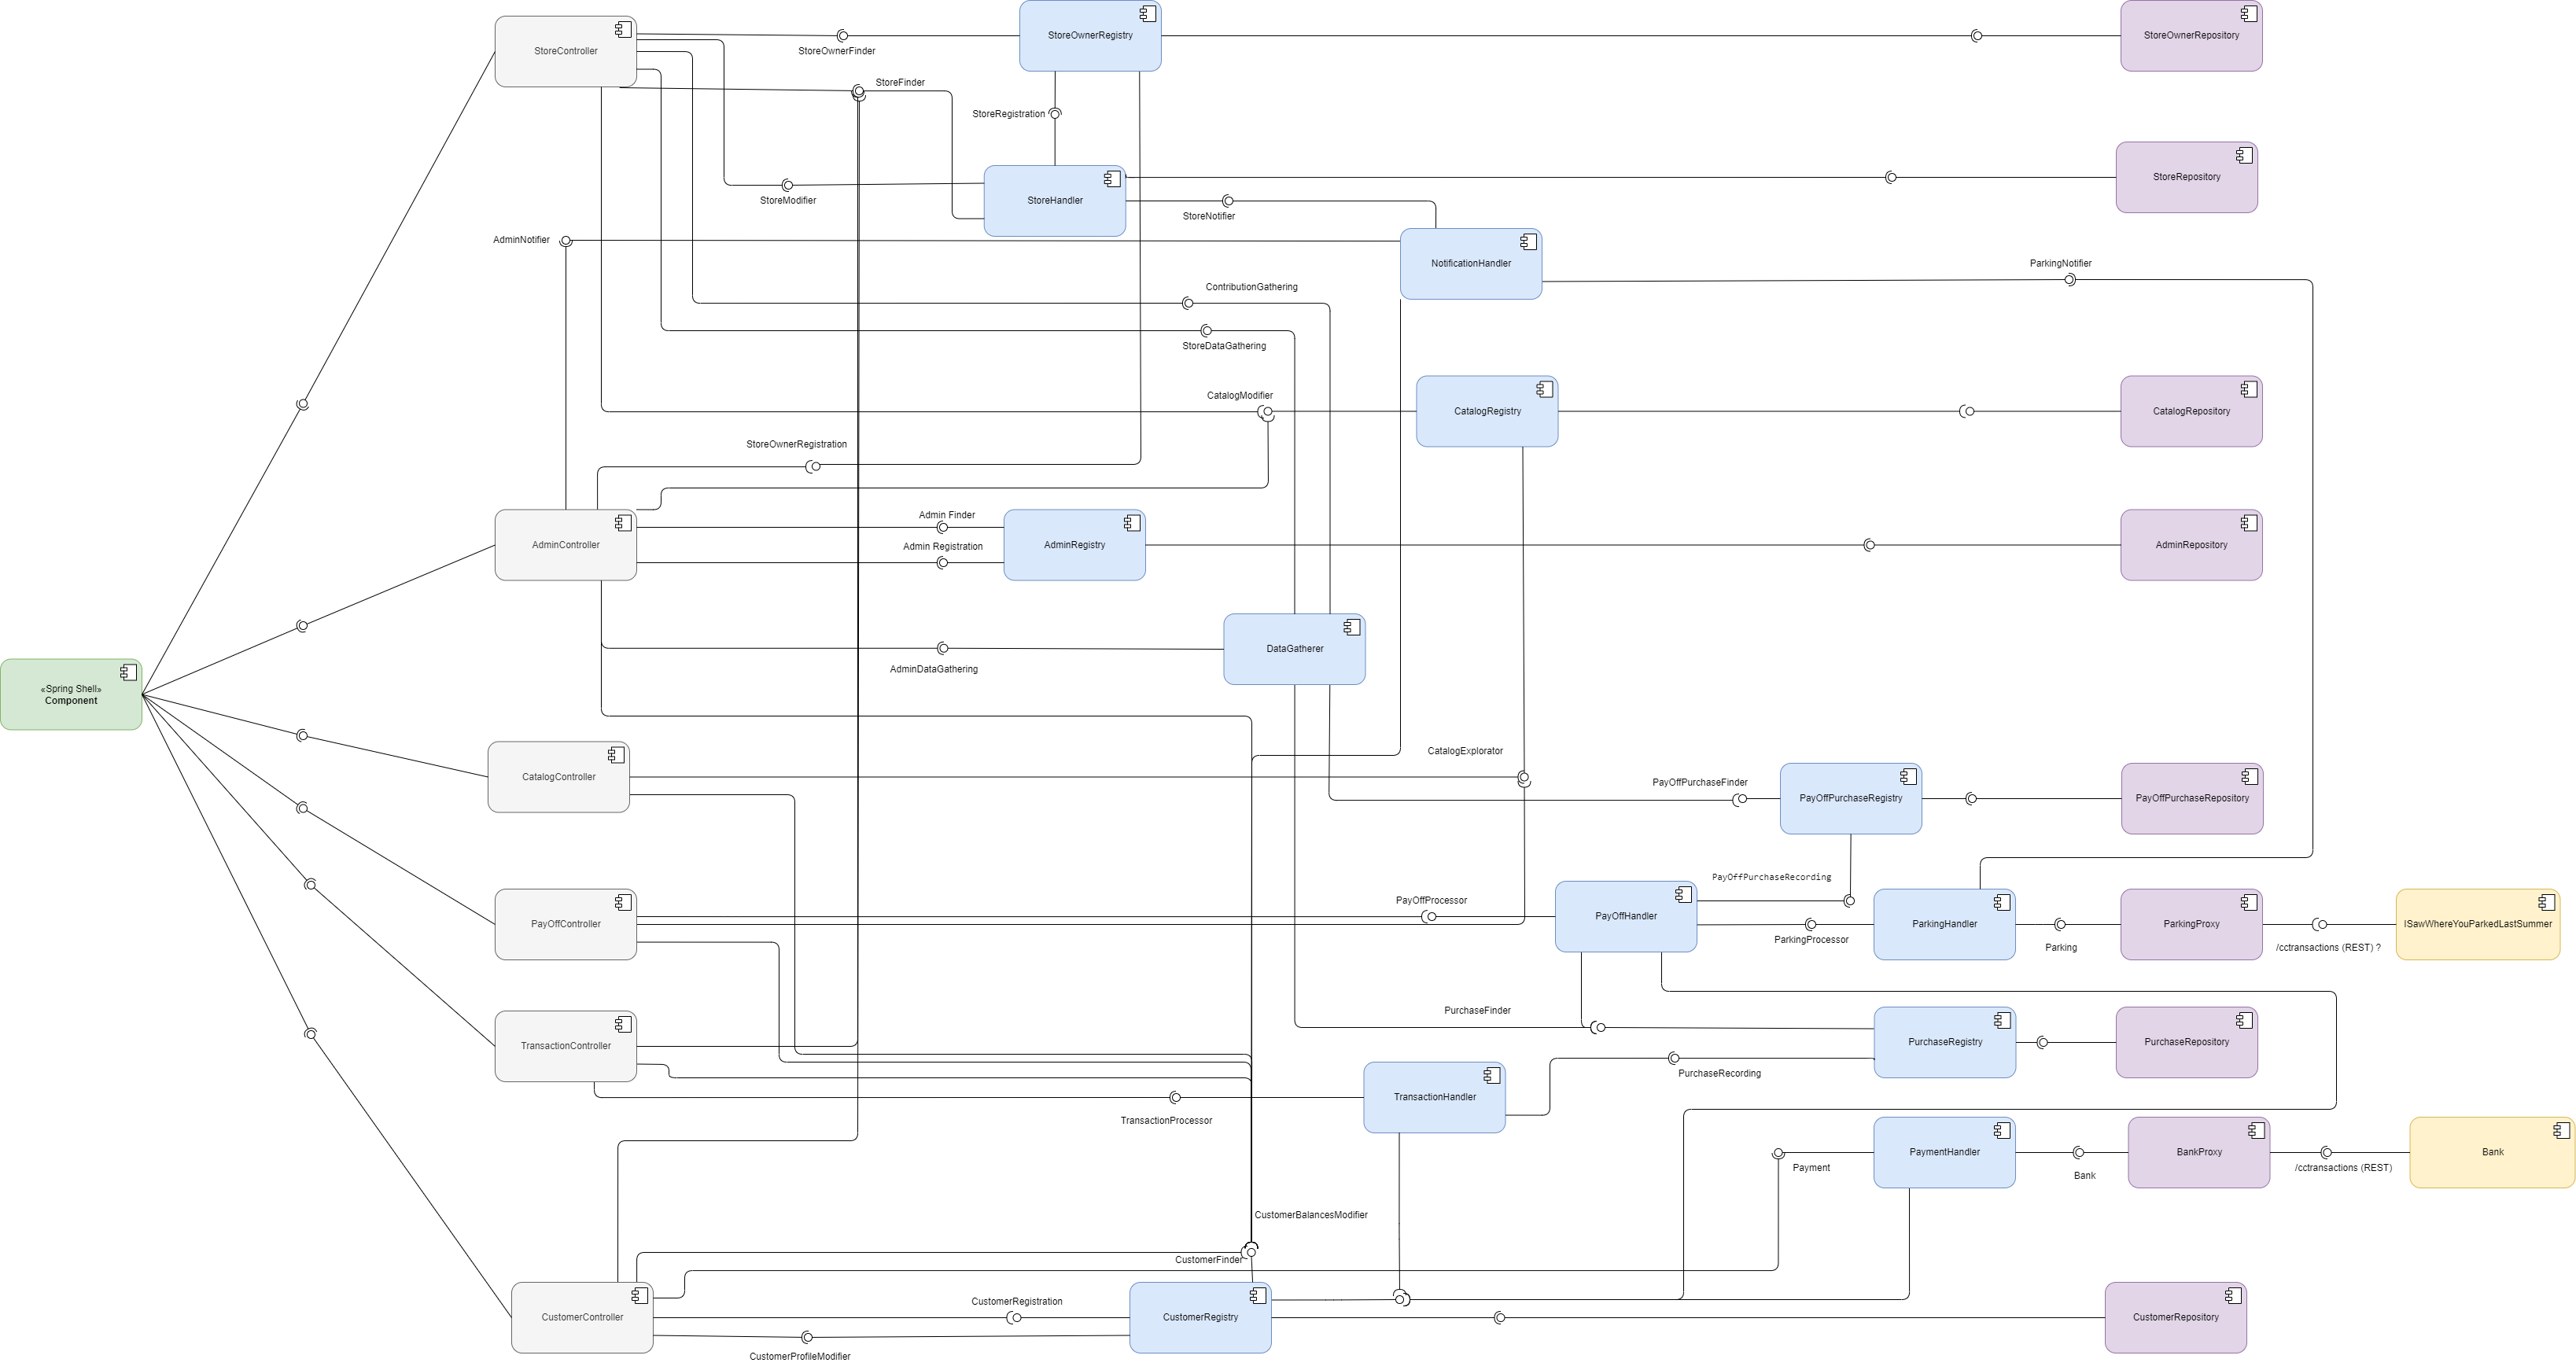 StoreController
StoreOwnerFinder
StoreOwnerRegistry
StoreOwnerRepository
StoreFinder
StoreRegistration
StoreModifier
StoreHandler
StoreRepository
StoreNotifier
AdminNotifier
NotificationHandler
ParkingNotifier
ContributionGathering
StoreDataGathering
CatalogModifier
CatalogRegistry
CatalogRepository
StoreOwnerRegistration
Admin Finder
AdminController
Admin Registration
AdminRegistry
AdminRepository
DataGatherer
AdminDataGathering
«Spring Shell»
Component
CatalogController
CatalogExplorator
PayOffPurchaseFinder
PayOffPurchaseRegistry
PayOffPurchaseRepository
PayOffPurchaseRecording
PayOffController
PayOffProcessor
PayOffHandler
ParkingProcessor
ParkingHandler
Parking
ParkingProxy
/cctransactions (REST) ?
ISawWhereYouParkedLastSummer
PurchaseFinder
TransactionController
PurchaseRegistry
PurchaseRepository
PurchaseRecording
TransactionProcessor
TransactionHandler
Payment
PaymentHandler
Bank
BankProxy
/cctransactions (REST)
Bank
CustomerBalancesModifier
CustomerFinder
CustomerRegistration
CustomerController
CustomerRegistry
CustomerRepository
CustomerProfileModifier